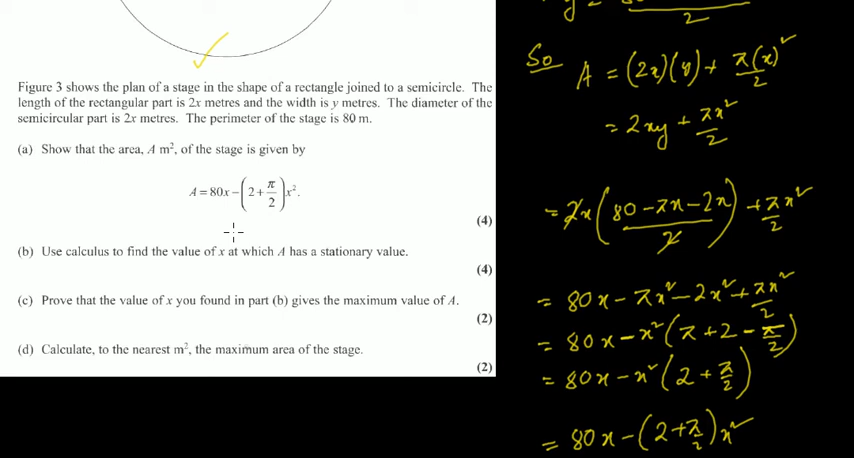 Figure 3 shows the plan of a stage in the shape of a rectangle joined to a semicircle. The
length of the rectangular part is 2x metres and the width is y metres. The diameter of the
semicircular part is 2x metres. The perimeter of the stage is 80 m.
(a) Show that the area, A m², of the stage is given by
A = 80x − (2 + π/2)x².
(4)
(b) Use calculus to find the value of x at which A has a stationary value.
(4)
(c) Prove that the value of x you found in part (b) gives the maximum value of A.
(2)
(d) Calculate, to the nearest m², the maximum area of the stage.
(2)
So A = (2x)(y) + π(x)²/2
= 2xy + πx²/2
= 2x((80 − πx − 2x)/2) + πx²/2
= 80x − πx² − 2x² + πx²/2
= 80x − x²(π + 2 − π/2)
= 80x − x²(2 + π/2)
= 80x − (2 + π/2)x²